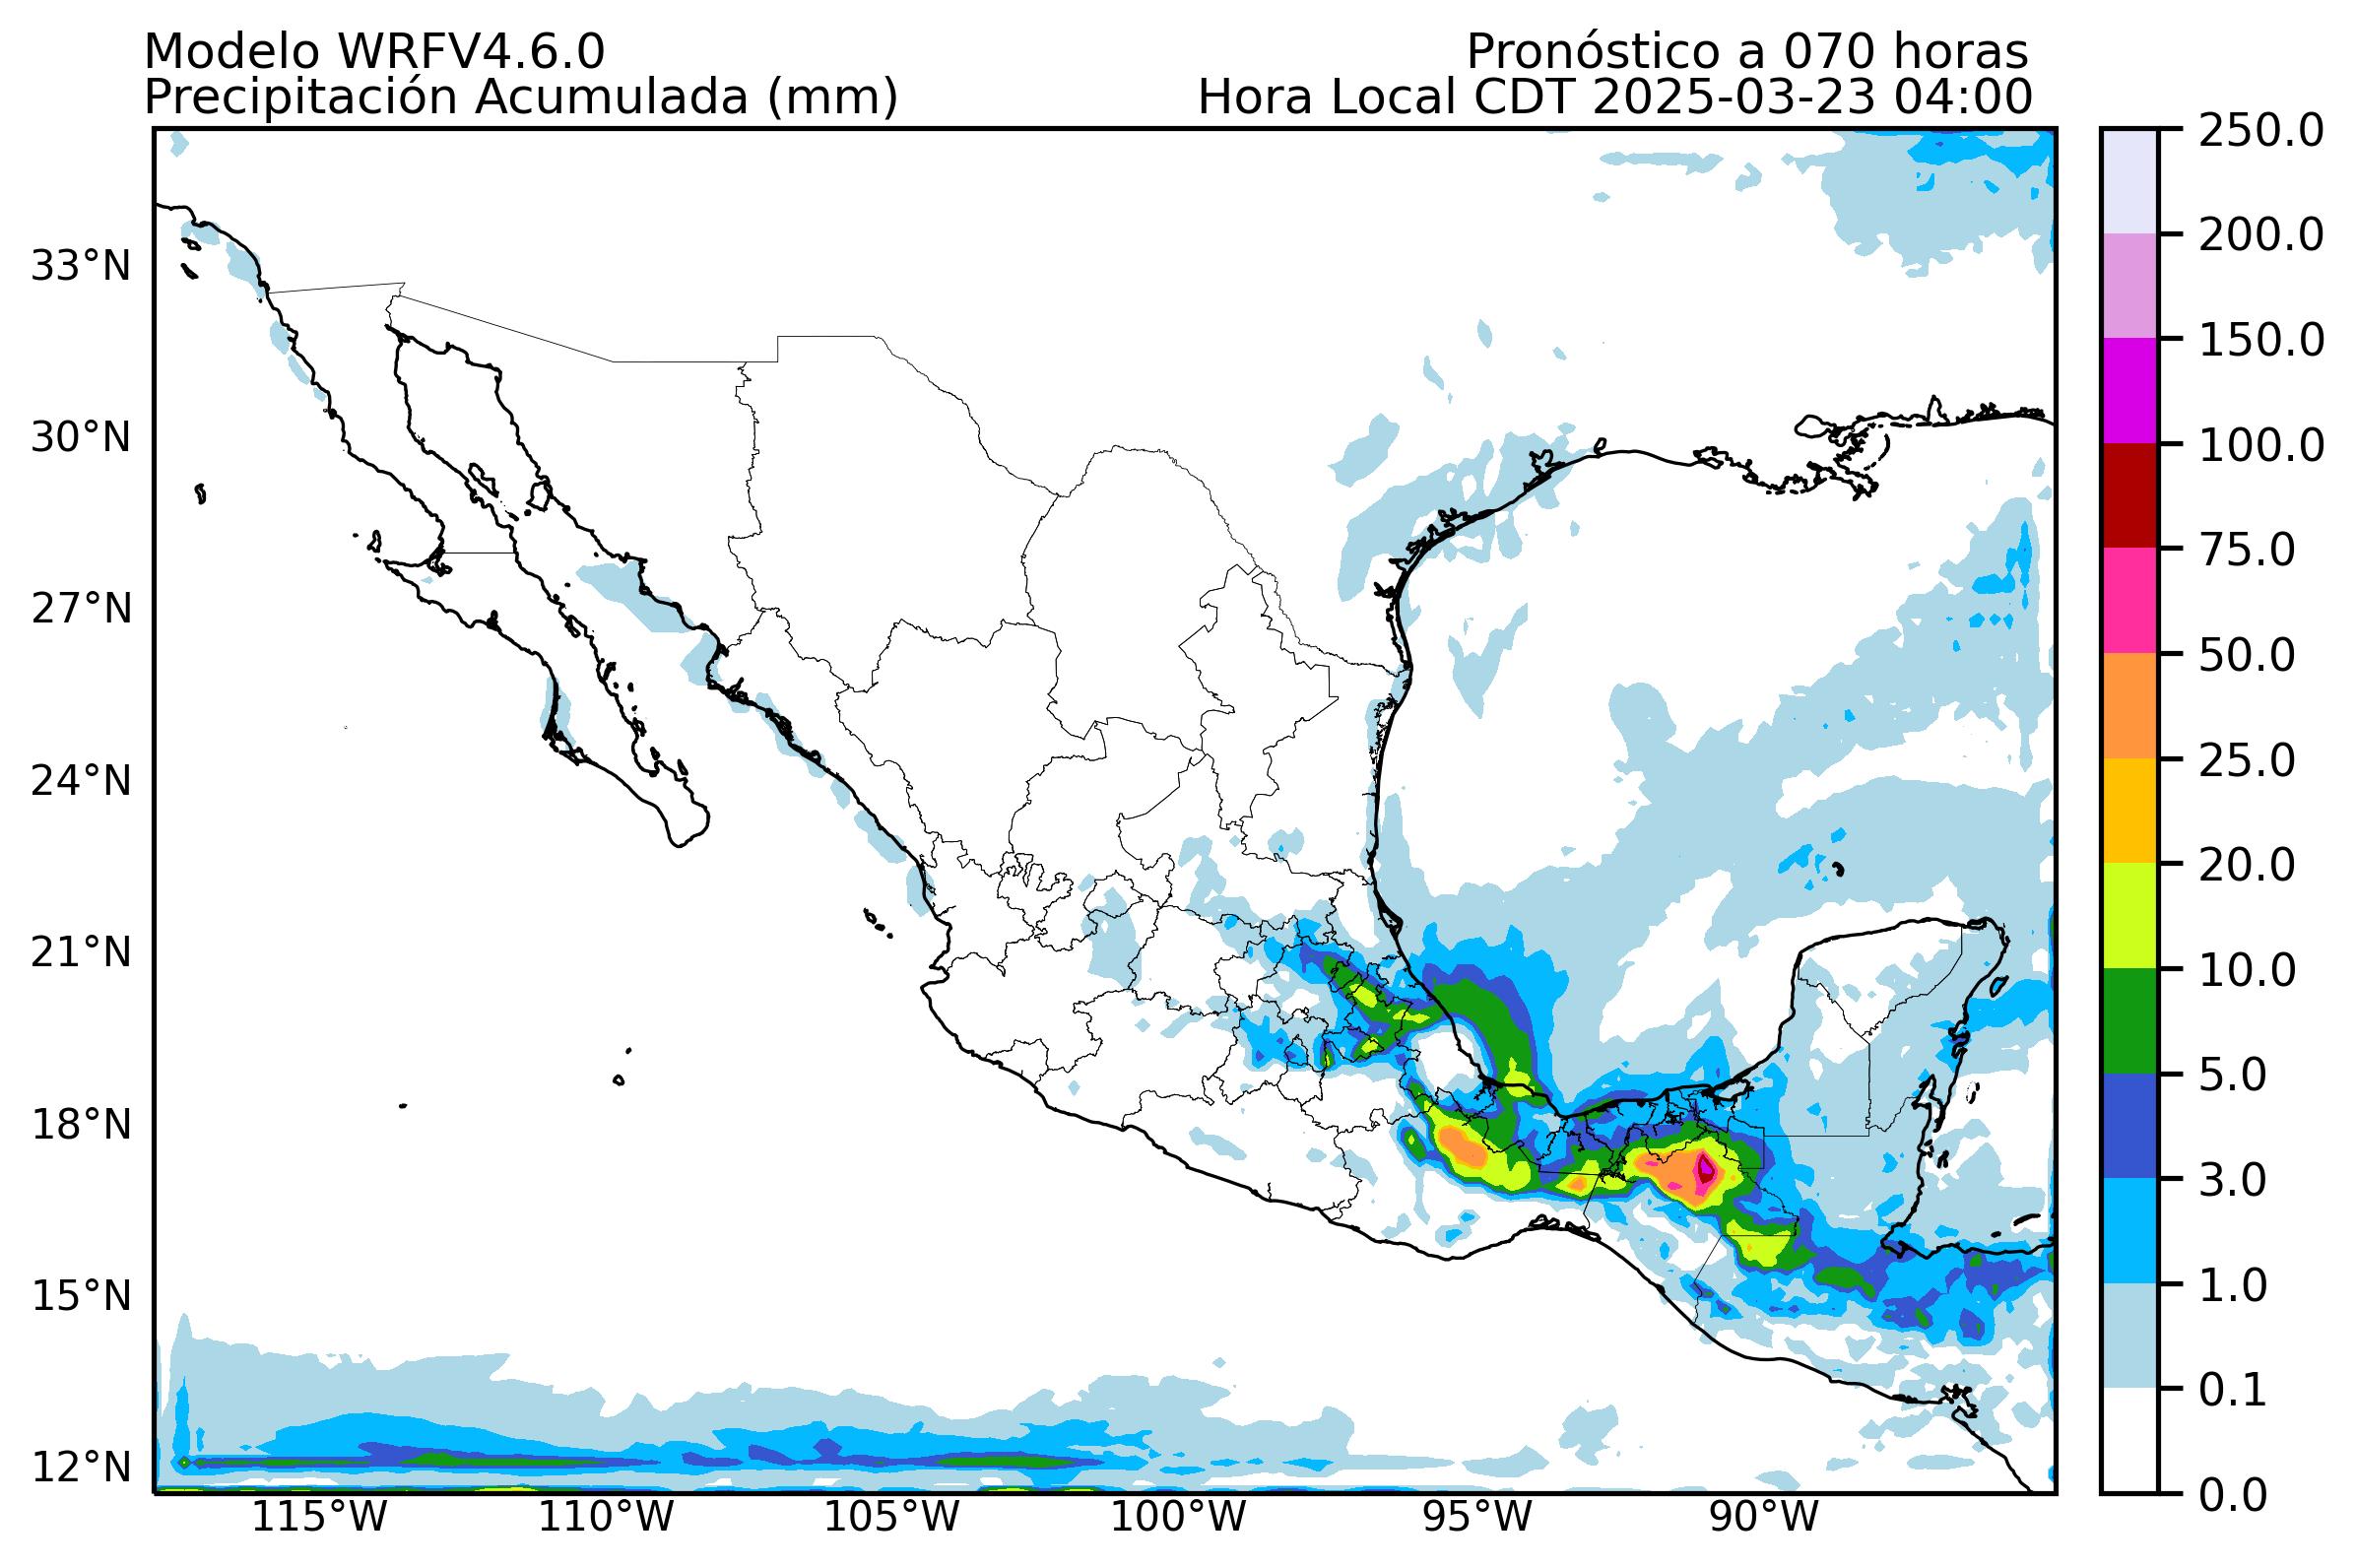 Modelo WRFV4.6.0
Pronóstico a 070 horas
Precipitación Acumulada (mm)
Hora Local CDT 2025-03-23 04:00
33°N
30°N
27°N
24°N
21°N
18°N
15°N
12°N
115°W
110°W
105°W
100°W
95°W
90°W
250.0
200.0
150.0
100.0
75.0
50.0
25.0
20.0
10.0
5.0
3.0
1.0
0.1
0.0